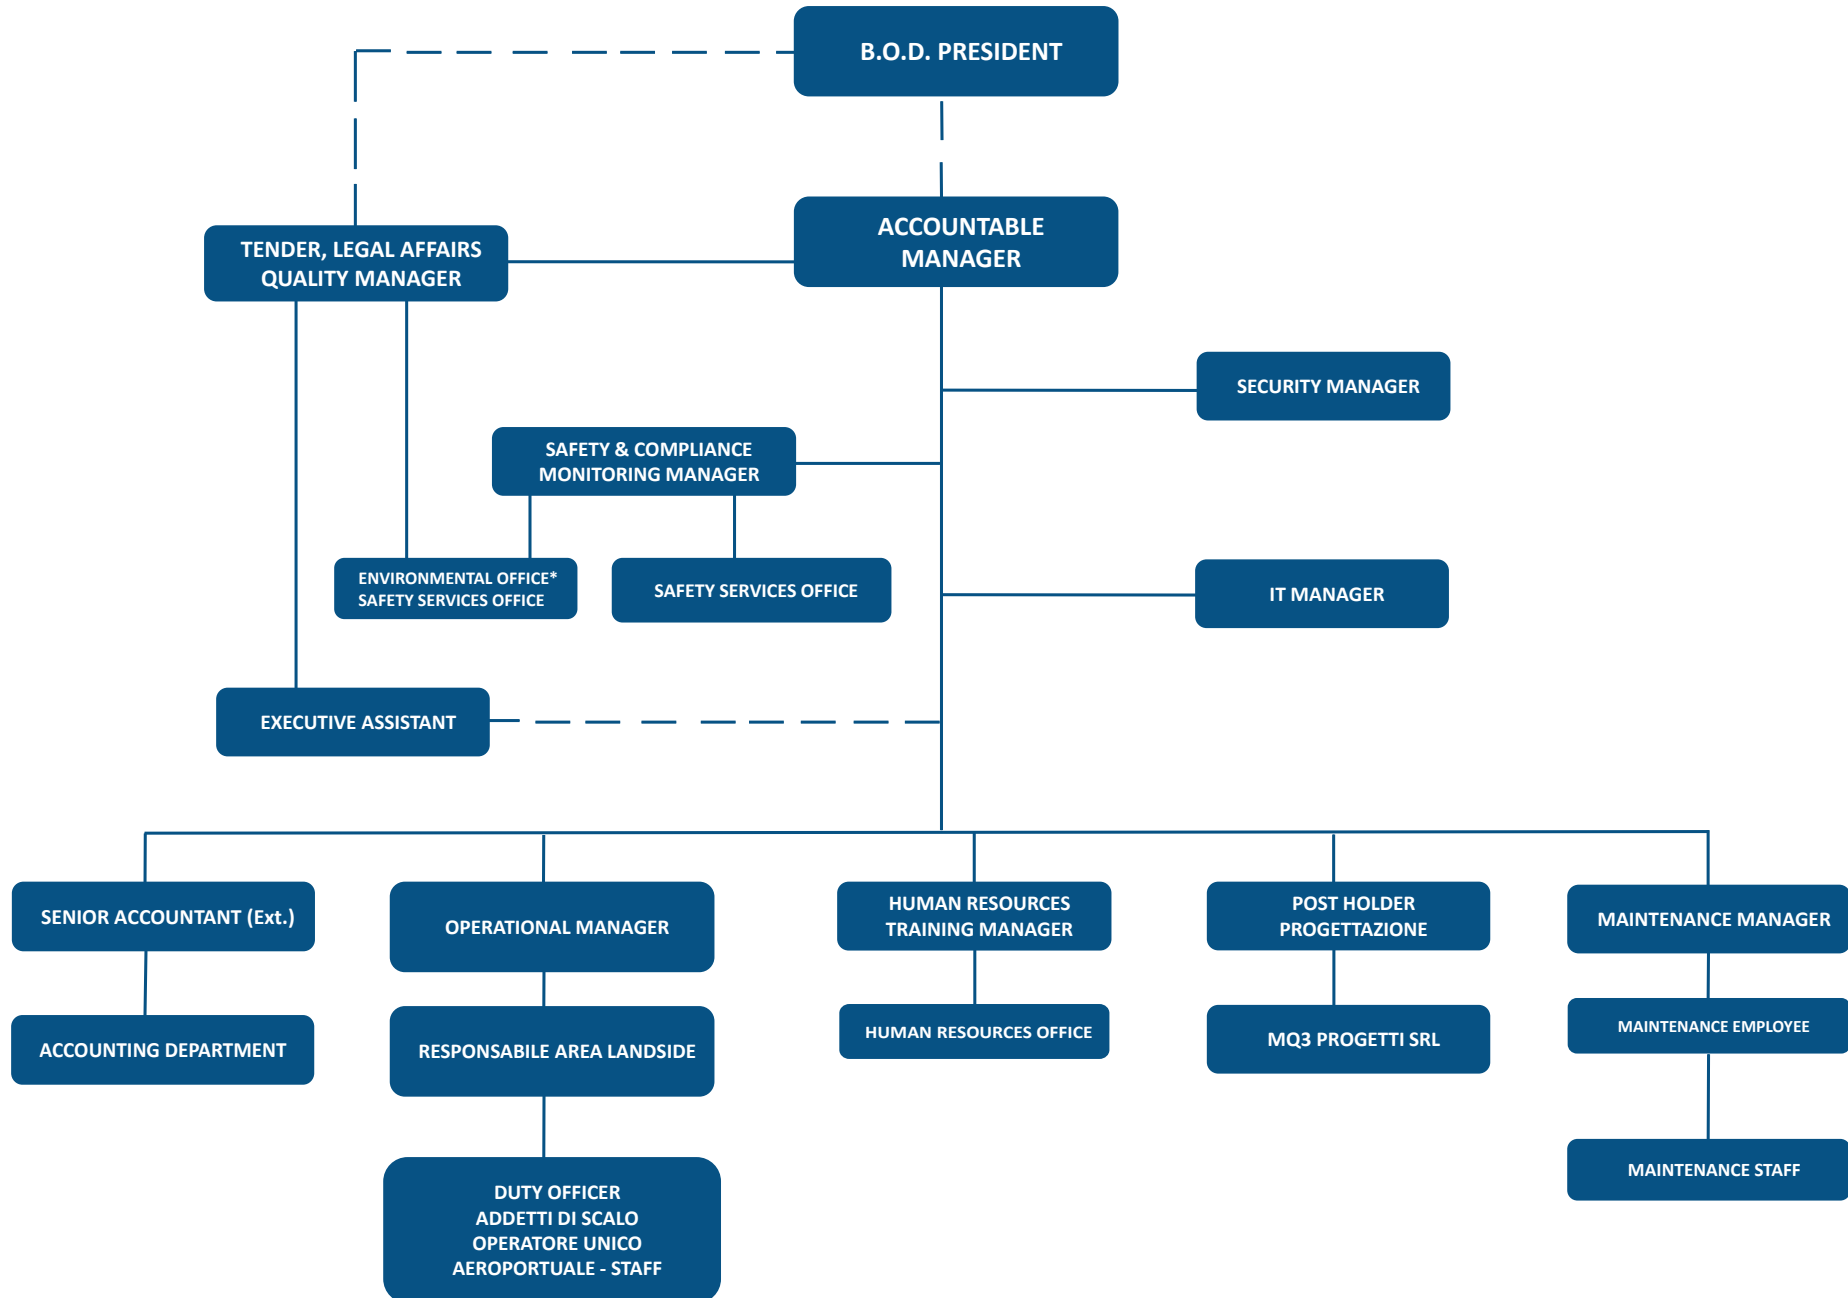 B.O.D. PRESIDENT
ACCOUNTABLE
MANAGER
TENDER, LEGAL AFFAIRS
QUALITY MANAGER
SECURITY MANAGER
SAFETY & COMPLIANCE
MONITORING MANAGER
ENVIRONMENTAL OFFICE*
SAFETY SERVICES OFFICE
SAFETY SERVICES OFFICE
IT MANAGER
EXECUTIVE ASSISTANT
SENIOR ACCOUNTANT (Ext.)
OPERATIONAL MANAGER
HUMAN RESOURCES
TRAINING MANAGER
POST HOLDER
PROGETTAZIONE
MAINTENANCE MANAGER
ACCOUNTING DEPARTMENT
RESPONSABILE AREA LANDSIDE
HUMAN RESOURCES OFFICE
MQ3 PROGETTI SRL
MAINTENANCE EMPLOYEE
DUTY OFFICER
ADDETTI DI SCALO
OPERATORE UNICO
AEROPORTUALE - STAFF
MAINTENANCE STAFF